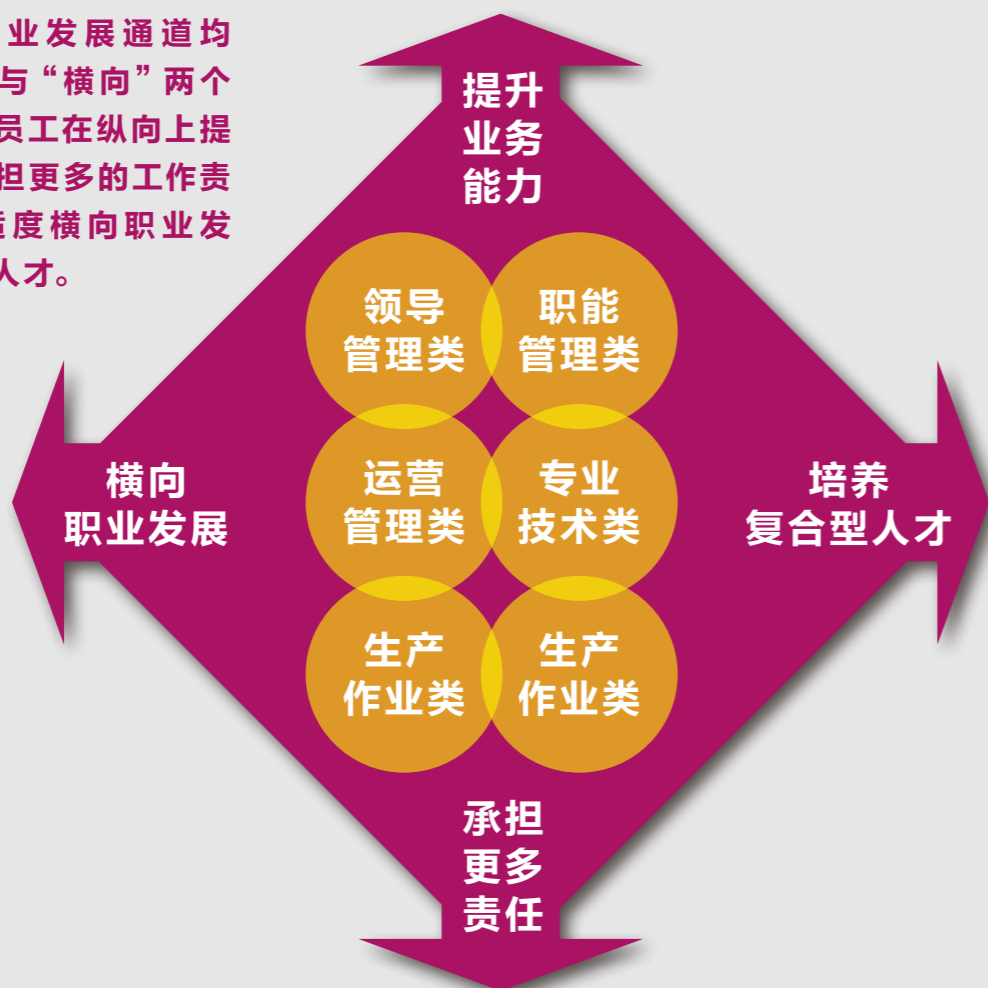 业发展通道均
与“横向”两个
员工在纵向上提
担更多的工作责
度横向职业发
人才。
提升
业务
能力
领导
管理类
职能
管理类
横向
职业发展
运营
管理类
专业
技术类
培养
复合型人才
生产
作业类
生产
作业类
承担
更多
责任